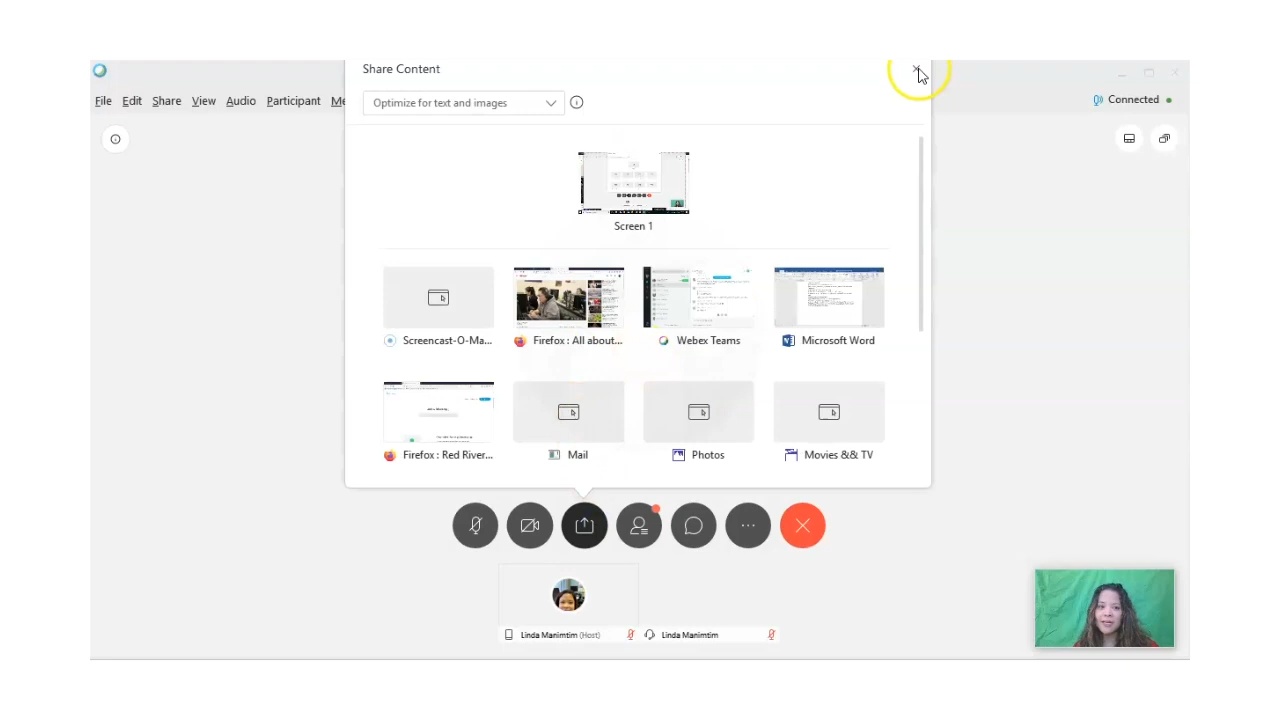 Share Content
File Edit Share View Audio Participant Me
Connected
Optimize for text and images
Screen 1
Screencast-O-Ma... Firefox : All about... Webex Teams Microsoft Word
Firefox : Red River... Mail Photos Movies && TV
Linda Manimtim (Host) Linda Manimtim